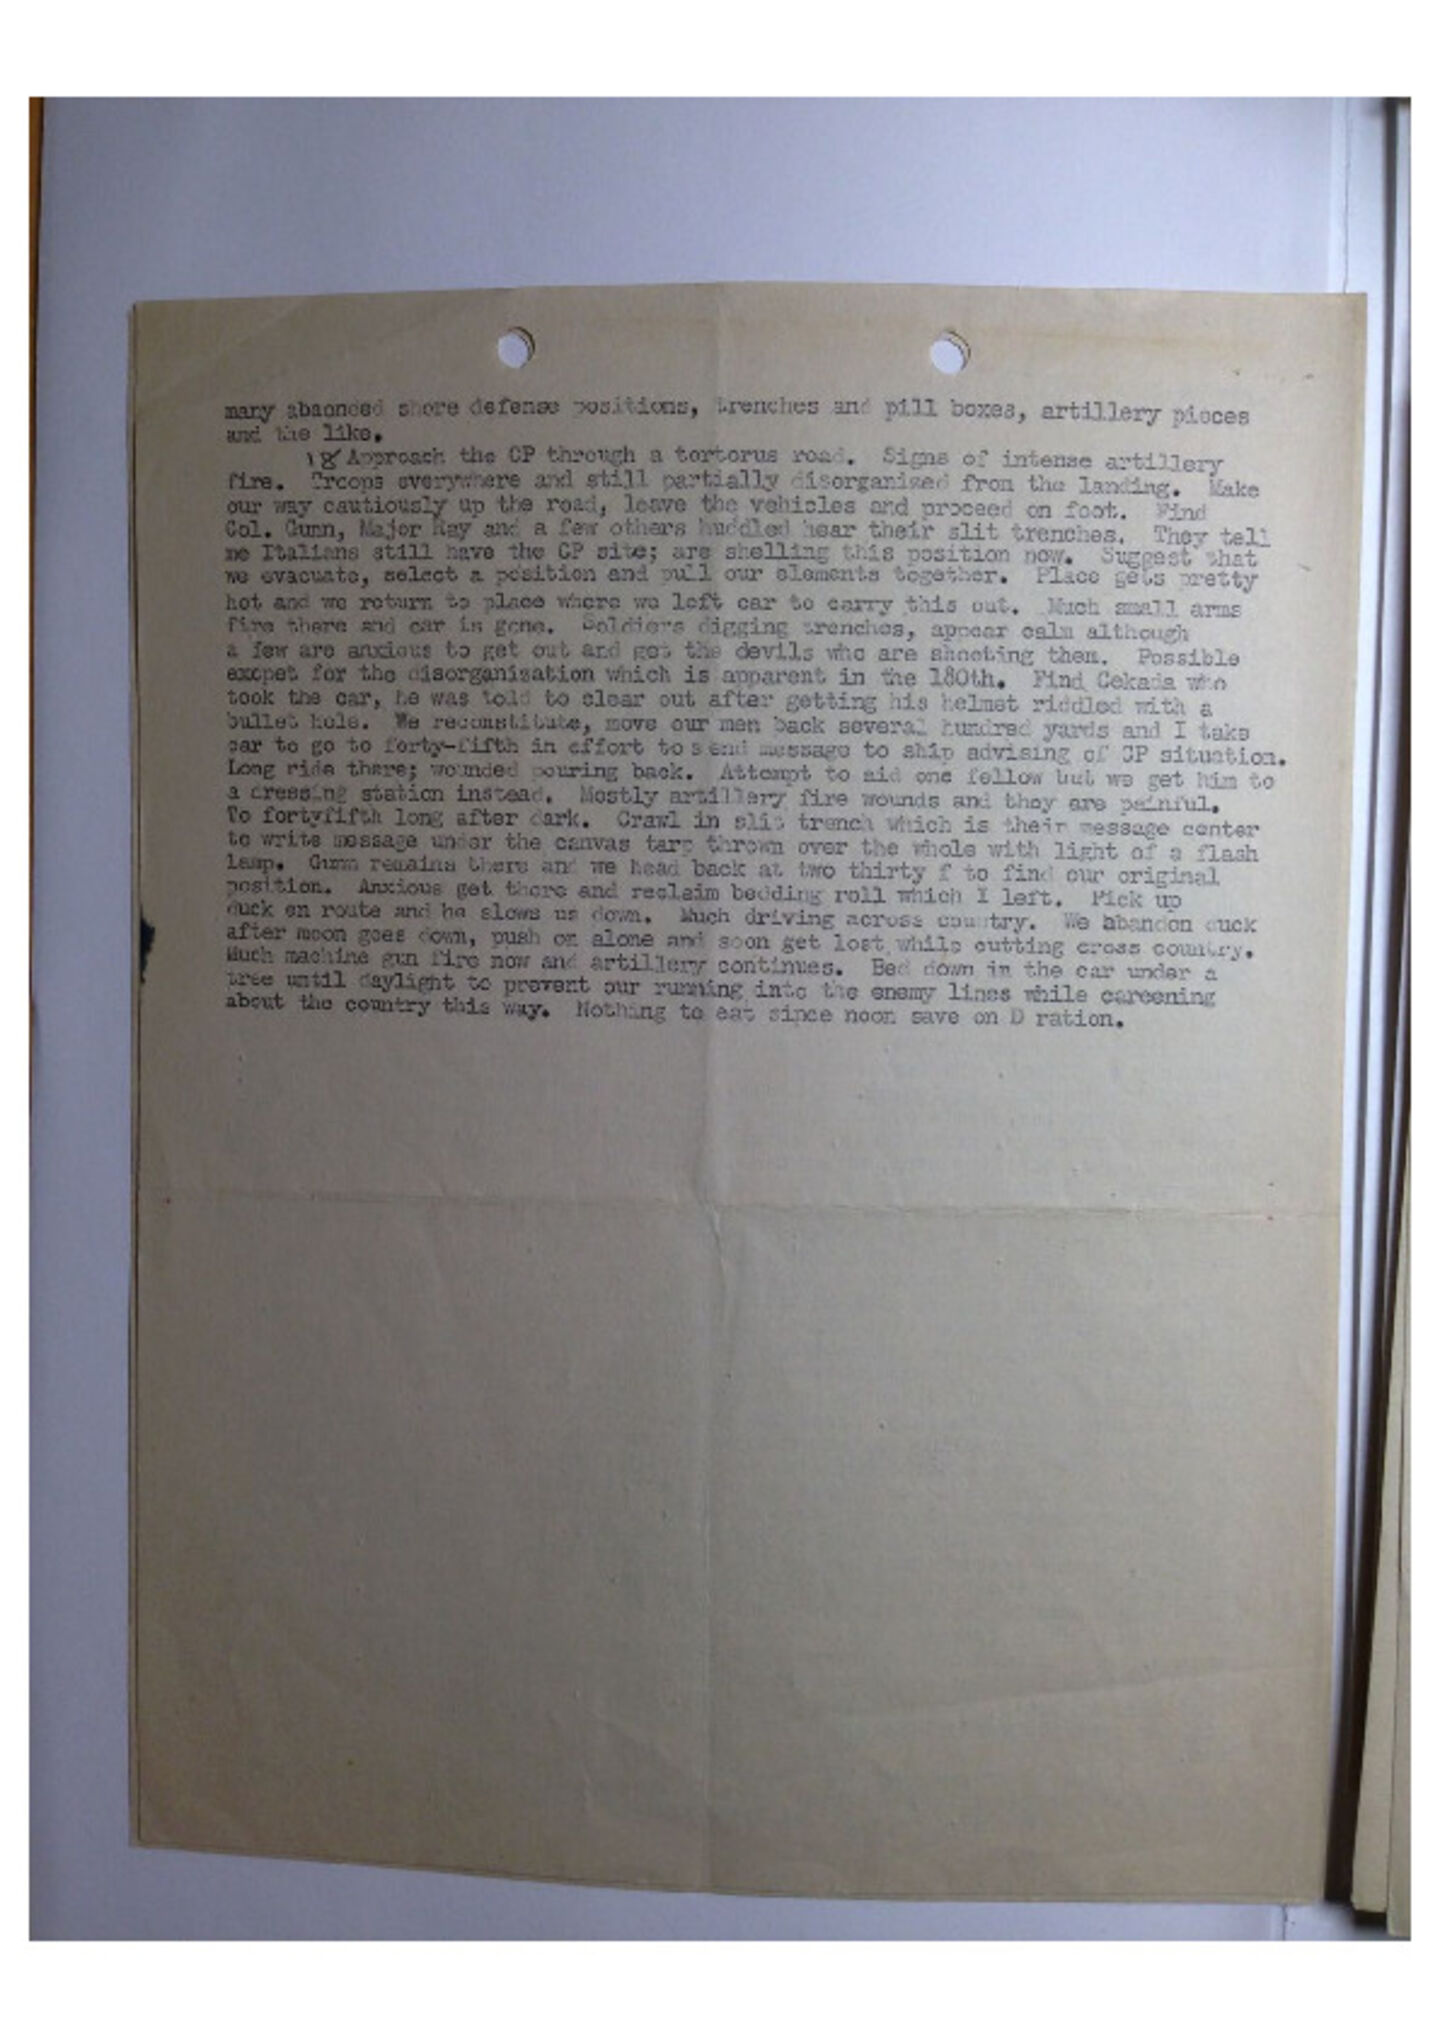 many abaonced shore defense positions, trenches and pill boxes, artillery pieces
and the like.
18 Approach the CP through a tortorus road. Signs of intense artillery
fire. Troops everywhere and still partially disorganized from the landing. Make
our way cautiously up the road, leave the vehicles and proceed on foot. Find
Col. Gunn, Major Ray and a few others huddled near their slit trenches. They tell
me Italians still have the CP site; are shelling this position now. Suggest that
we evacuate, select a position and pull our elements together. Place gets pretty
hot and we return to place where we left car to carry this out. Much small arms
fire there and car is gone. Soldiers digging trenches, appear calm although
a few are anxious to get out and get the devils who are shooting them. Possible
excpet for the disorganization which is apparent in the 180th. Find Cekada who
took the car, he was told to clear out after getting his helmet riddled with a
bullet hole. We reconstitute, move our men back several hundred yards and I take
car to go to forty-fifth in effort to send message to ship advising of CP situation.
Long ride there; wounded pouring back. Attempt to aid one fellow but we get him to
a dressing station instead. Mostly artillery fire wounds and they are painful.
To fortyfifth long after dark. Crawl in slit trench which is their message center
to write message under the canvas tarp thrown over the whole with light of a flash
lamp. Gunn remains there and we head back at two thirty f to find our original
position. Anxious get there and reclaim bedding roll which I left. Pick up
duck en route and he slows us down. Much driving across country. We abandon duck
after moon goes down, push on alone and soon get lost while cutting cross country.
Much machine gun fire now and artillery continues. Bed down in the car under a
tree until daylight to prevent our running into the enemy lines while careening
about the country this way. Nothing to eat since noon save on D ration.